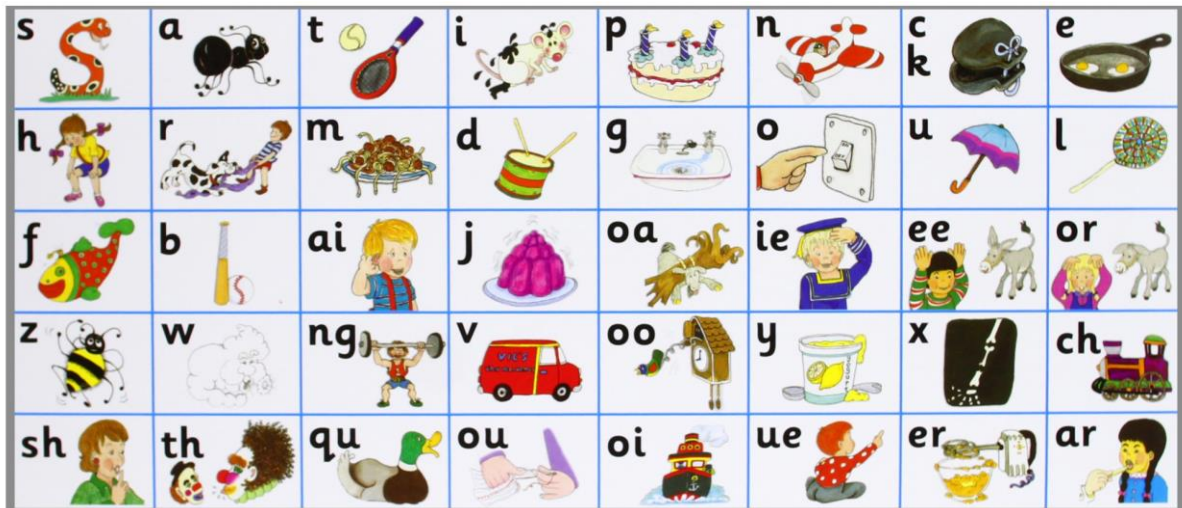 s a t i p n c k e
h r m d g o u l
f b ai j oa ie ee or
z w ng v oo y x ch
sh th qu ou oi ue er ar